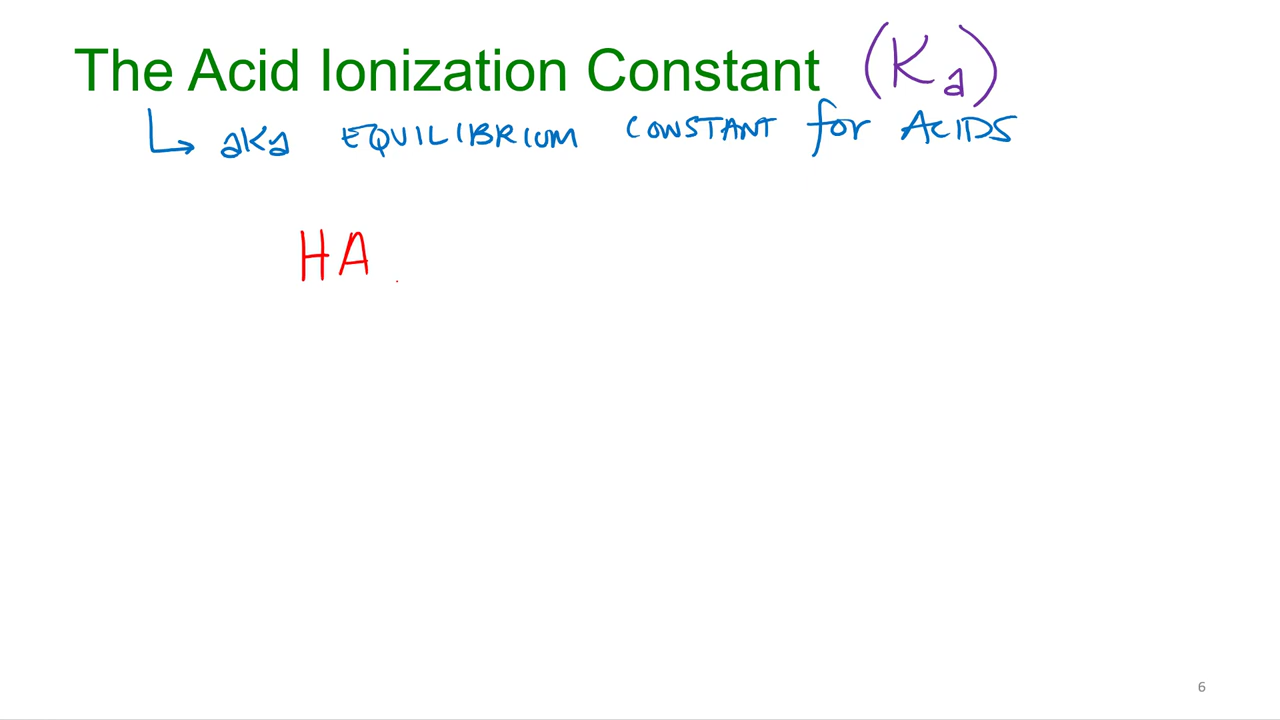 The Acid Ionization Constant (Ka)
aka EQUILIBRIUM CONSTANT for ACIDS
HA
6